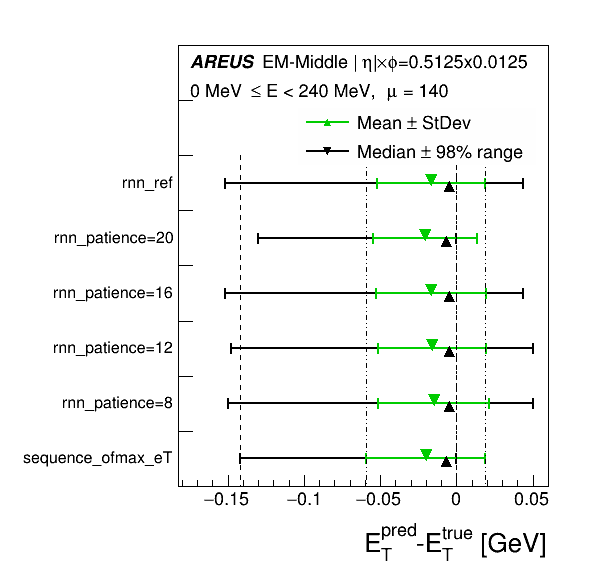 AREUS EM-Middle |η|×φ=0.5125x0.0125
0 MeV ≤ E < 240 MeV, μ = 140
Mean ± StDev
Median ± 98% range
rnn_ref
rnn_patience=20
rnn_patience=16
rnn_patience=12
rnn_patience=8
sequence_ofmax_eT
−0.15 −0.1 −0.05 0 0.05
E_T^pred-E_T^true [GeV]